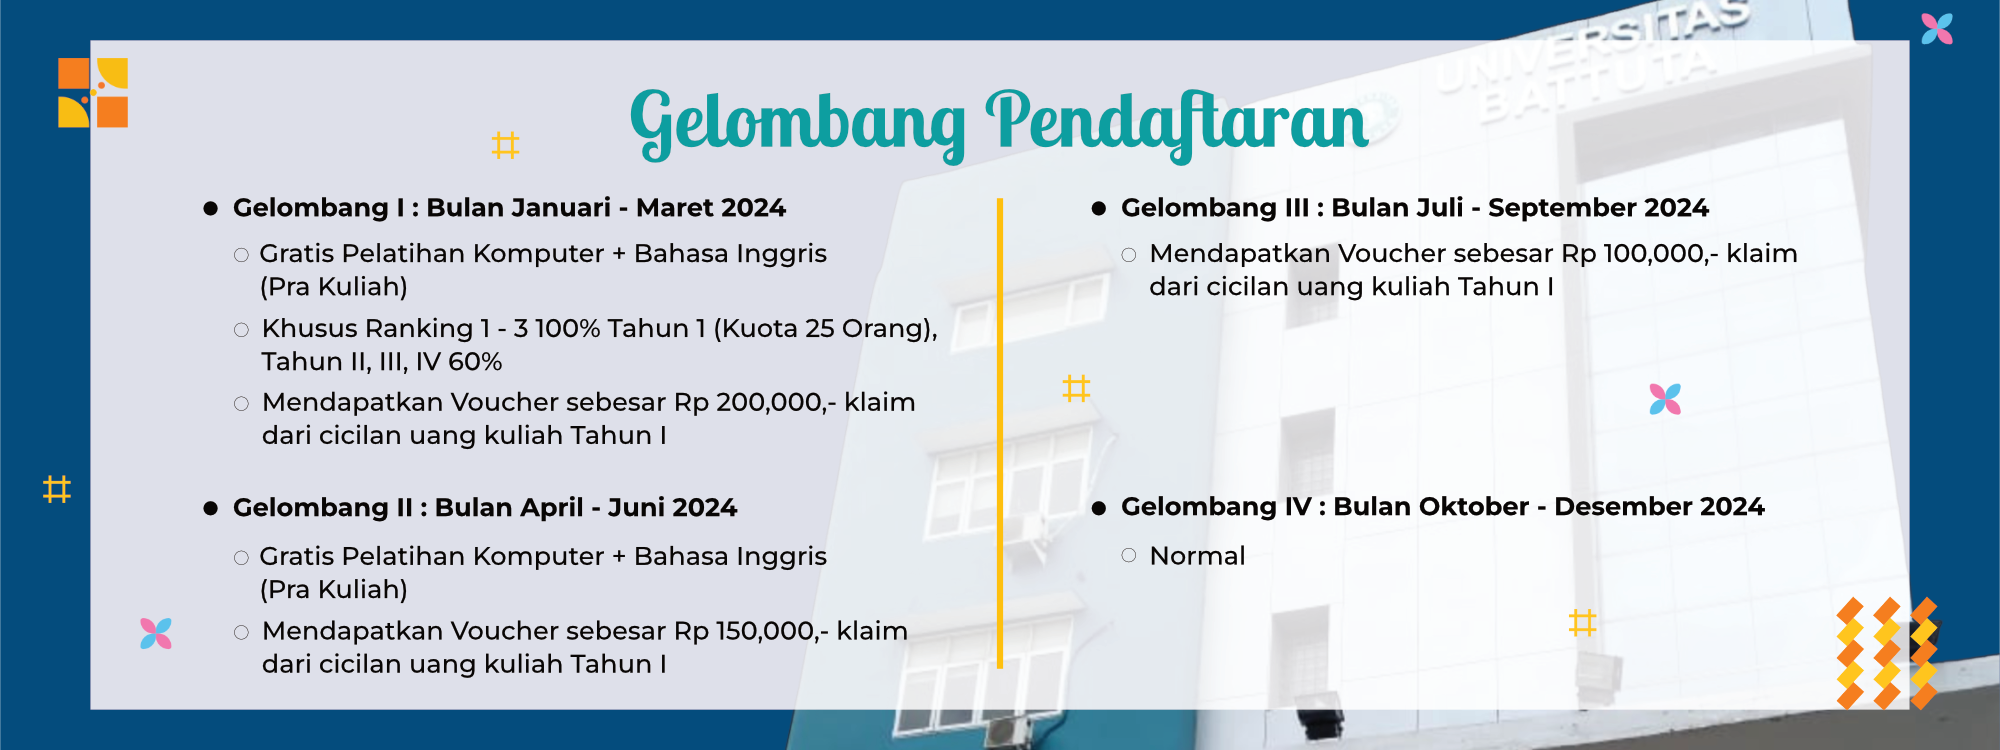 UNIVERSITAS
BATTUTA
Gelombang Pendaftaran
● Gelombang I : Bulan Januari - Maret 2024
○ Gratis Pelatihan Komputer + Bahasa Inggris
(Pra Kuliah)
○ Khusus Ranking 1 - 3 100% Tahun 1 (Kuota 25 Orang),
Tahun II, III, IV 60%
○ Mendapatkan Voucher sebesar Rp 200,000,- klaim
dari cicilan uang kuliah Tahun I
● Gelombang II : Bulan April - Juni 2024
○ Gratis Pelatihan Komputer + Bahasa Inggris
(Pra Kuliah)
○ Mendapatkan Voucher sebesar Rp 150,000,- klaim
dari cicilan uang kuliah Tahun I
● Gelombang III : Bulan Juli - September 2024
○ Mendapatkan Voucher sebesar Rp 100,000,- klaim
dari cicilan uang kuliah Tahun I
● Gelombang IV : Bulan Oktober - Desember 2024
○ Normal